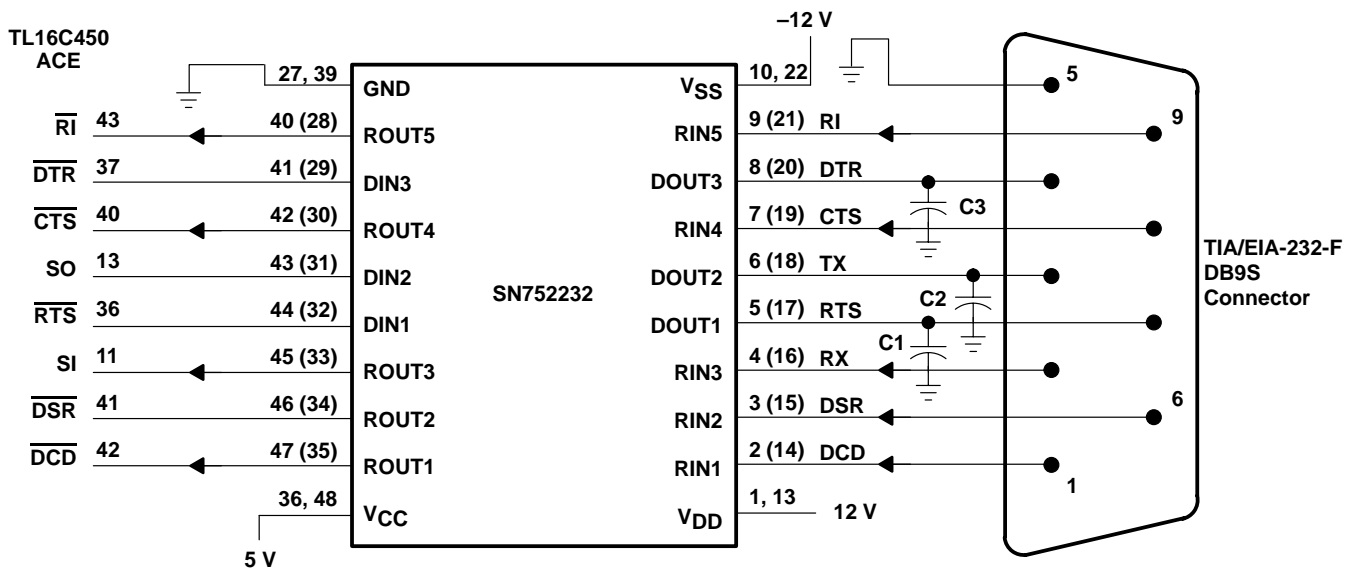 TL16C450
ACE
–12 V
27, 39
GND
VSS
10, 22
5
RI 43
40 (28)
ROUT5
RIN5
9 (21) RI
9
DTR 37
41 (29)
DIN3
DOUT3
8 (20) DTR
C3
CTS 40
42 (30)
ROUT4
RIN4
7 (19) CTS
SO 13
43 (31)
DIN2
SN752232
DOUT2
6 (18) TX
C2
TIA/EIA-232-F
DB9S
Connector
RTS 36
44 (32)
DIN1
DOUT1
5 (17) RTS
C1
SI 11
45 (33)
ROUT3
RIN3
4 (16) RX
DSR 41
46 (34)
ROUT2
RIN2
3 (15) DSR
6
DCD 42
47 (35)
ROUT1
RIN1
2 (14) DCD
1
36, 48
VCC
5 V
VDD
1, 13
12 V